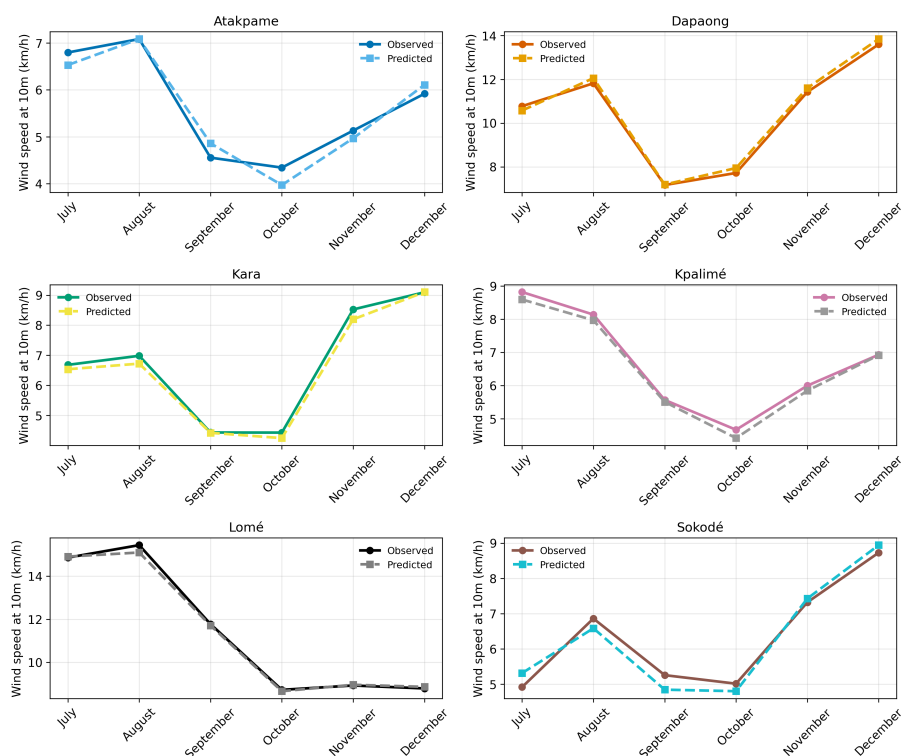 Atakpame
Wind speed at 10m (km/h)
7
6
5
4
Observed
Predicted
July
August
September
October
November
December
Dapaong
Wind speed at 10m (km/h)
14
12
10
8
Observed
Predicted
July
August
September
October
November
December
Kara
Wind speed at 10m (km/h)
9
8
7
6
5
Observed
Predicted
July
August
September
October
November
December
Kpalimé
Wind speed at 10m (km/h)
9
8
7
6
5
Observed
Predicted
July
August
September
October
November
December
Lomé
Wind speed at 10m (km/h)
14
12
10
Observed
Predicted
July
August
September
October
November
December
Sokodé
Wind speed at 10m (km/h)
9
8
7
6
5
Observed
Predicted
July
August
September
October
November
December